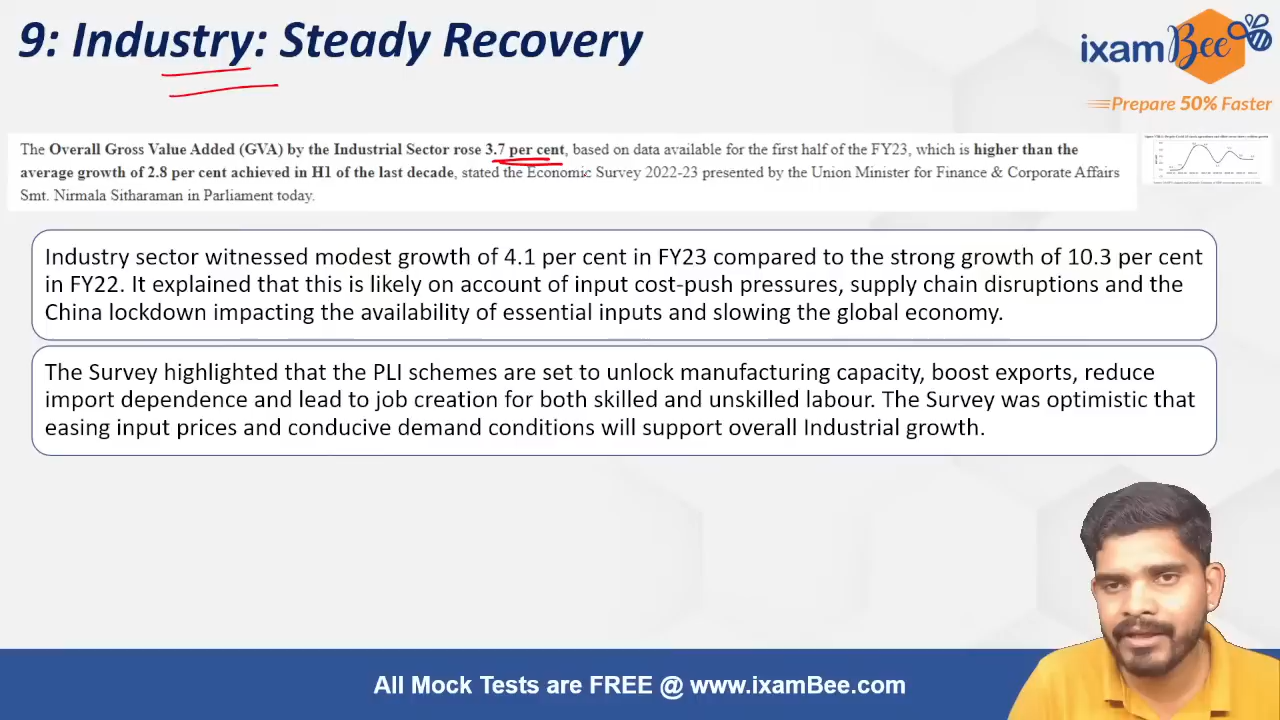 9: Industry: Steady Recovery
ixamBee
Prepare 50% Faster
The Overall Gross Value Added (GVA) by the Industrial Sector rose 3.7 per cent, based on data available for the first half of the FY23, which is higher than the
average growth of 2.8 per cent achieved in H1 of the last decade, stated the Economic Survey 2022-23 presented by the Union Minister for Finance & Corporate Affairs
Smt. Nirmala Sitharaman in Parliament today.
Industry sector witnessed modest growth of 4.1 per cent in FY23 compared to the strong growth of 10.3 per cent
in FY22. It explained that this is likely on account of input cost-push pressures, supply chain disruptions and the
China lockdown impacting the availability of essential inputs and slowing the global economy.
The Survey highlighted that the PLI schemes are set to unlock manufacturing capacity, boost exports, reduce
import dependence and lead to job creation for both skilled and unskilled labour. The Survey was optimistic that
easing input prices and conducive demand conditions will support overall Industrial growth.
All Mock Tests are FREE @ www.ixamBee.com